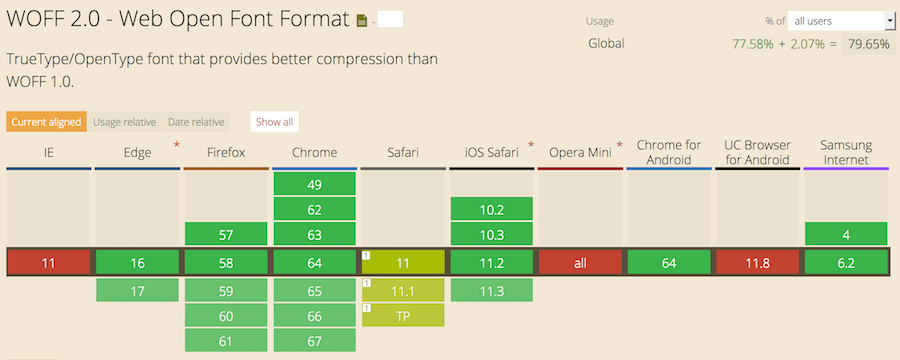 WOFF 2.0 - Web Open Font Format -
Usage % of all users
Global 77.58% + 2.07% = 79.65%
TrueType/OpenType font that provides better compression than
WOFF 1.0.
Current aligned Usage relative Date relative Show all
IE Edge * Firefox Chrome Safari iOS Safari * Opera Mini * Chrome for Android UC Browser for Android Samsung Internet
49
62 10.2
57 63 10.3 4
11 16 58 64 1 11 11.2 all 64 11.8 6.2
17 59 65 1 11.1 11.3
60 66 1 TP
61 67